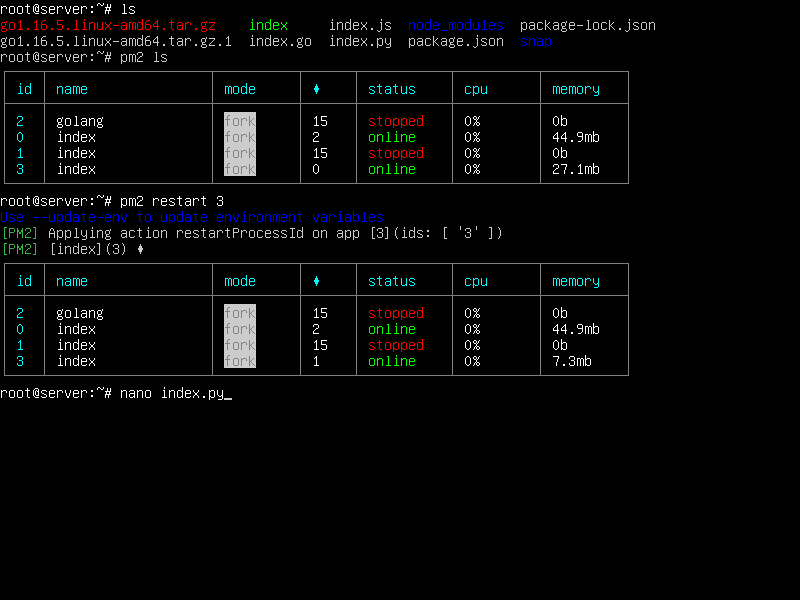 root@server:~# ls
go1.16.5.linux-amd64.tar.gz index index.js node_modules package-lock.json
go1.16.5.linux-amd64.tar.gz.1 index.go index.py package.json snap
root@server:~# pm2 ls
id name mode ♦ status cpu memory
2 golang fork 15 stopped 0% 0b
0 index fork 2 online 0% 44.9mb
1 index fork 15 stopped 0% 0b
3 index fork 0 online 0% 27.1mb
root@server:~# pm2 restart 3
Use --update-env to update environment variables
[PM2] Applying action restartProcessId on app [3](ids: [ '3' ])
[PM2] [index](3) ♦
id name mode ♦ status cpu memory
2 golang fork 15 stopped 0% 0b
0 index fork 2 online 0% 44.9mb
1 index fork 15 stopped 0% 0b
3 index fork 1 online 0% 7.3mb
root@server:~# nano index.py_